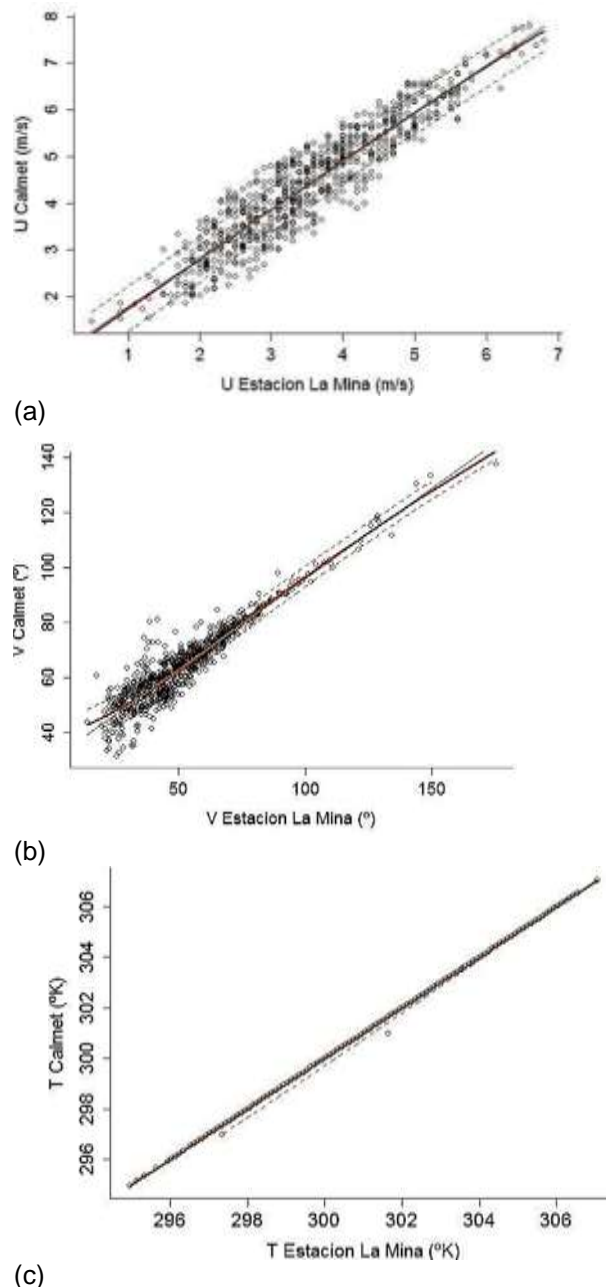 8
7
6
5
4
3
2
U Calmet (m/s)
1 2 3 4 5 6 7
U Estacion La Mina (m/s)
(a)
140
120
100
80
60
40
V Calmet (º)
50 100 150
V Estacion La Mina (º)
(b)
306
304
302
300
298
296
T Calmet (ºK)
296 298 300 302 304 306
T Estacion La Mina (ºK)
(c)